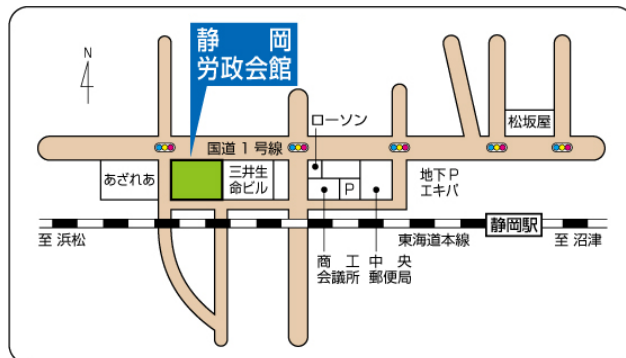 静岡
労政会館
N
ローソン
松坂屋
国道1号線
あざれあ
三井生
命ビル
P
地下P
エキパ
至 浜松
東海道本線
静岡駅
至 沼津
商工
会議所
中央
郵便局